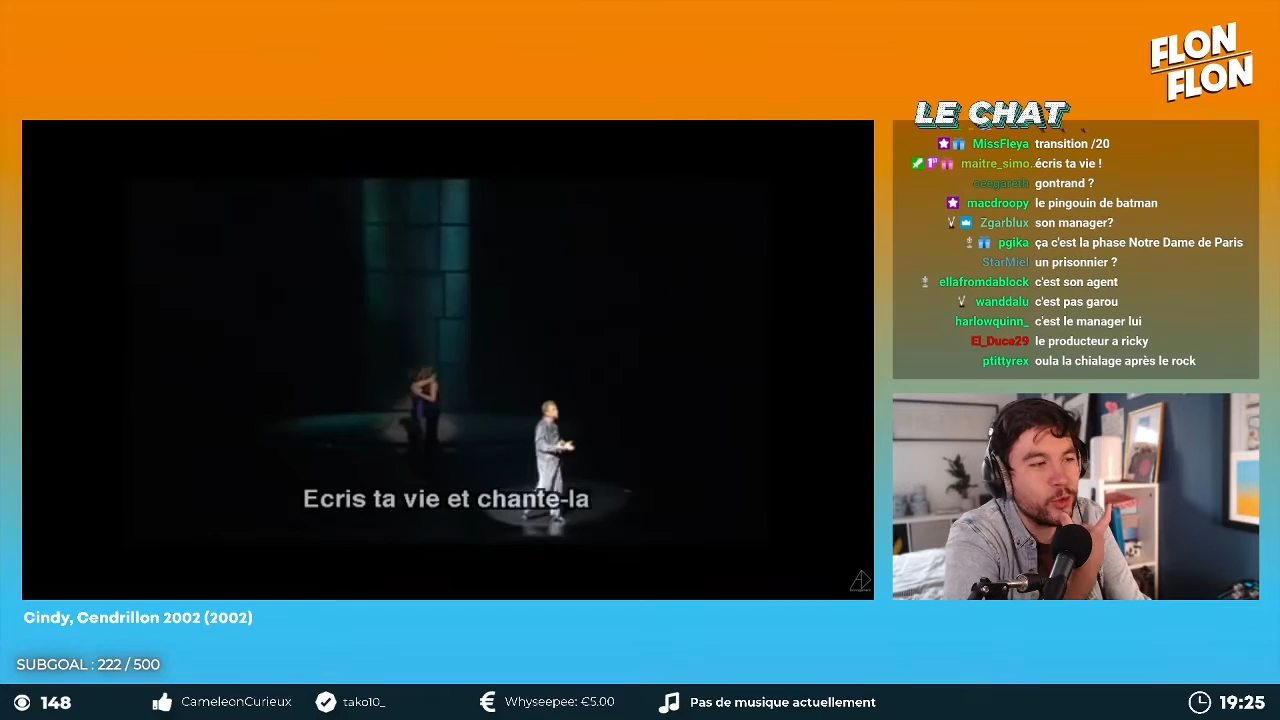 FLON
FLON
LE CHAT
MissFleya transition /20
maitre_simo.. écris ta vie !
gontrand ?
macdroopy le pingouin de batman
Zgarblux son manager?
pgika ça c'est la phase Notre Dame de Paris
StarMiel un prisonnier ?
ellafromdablock c'est son agent
wanddalu c'est pas garou
harlowquinn_ c'est le manager lui
El_Duce29 le producteur a ricky
ptittyrex oula la chialage après le rock
Ecris ta vie et chante-la
Cindy, Cendrillon 2002 (2002)
SUBGOAL : 222 / 500
148 CameleonCurieux tako10_ € Whyseepee: €5.00 Pas de musique actuellement 19:25